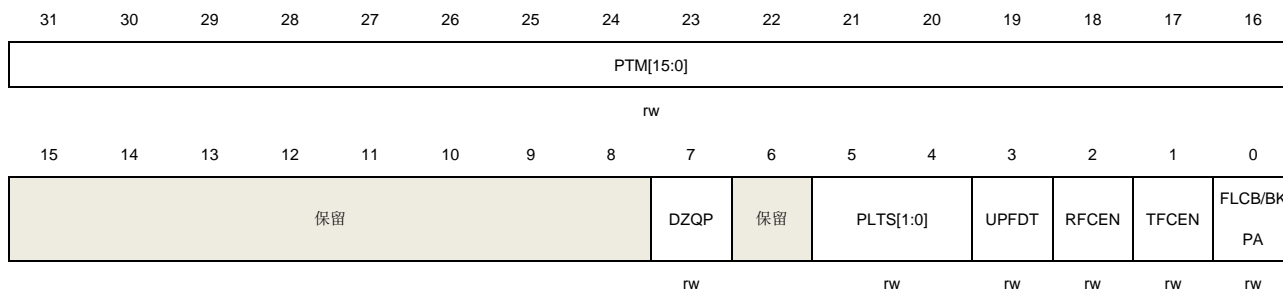 31 30 29 28 27 26 25 24 23 22 21 20 19 18 17 16
PTM[15:0]
rw
15 14 13 12 11 10 9 8 7 6 5 4 3 2 1 0
保留 DZQP 保留 PLTS[1:0] UPFDT RFCEN TFCEN FLCB/BK
PA
rw rw rw rw rw rw